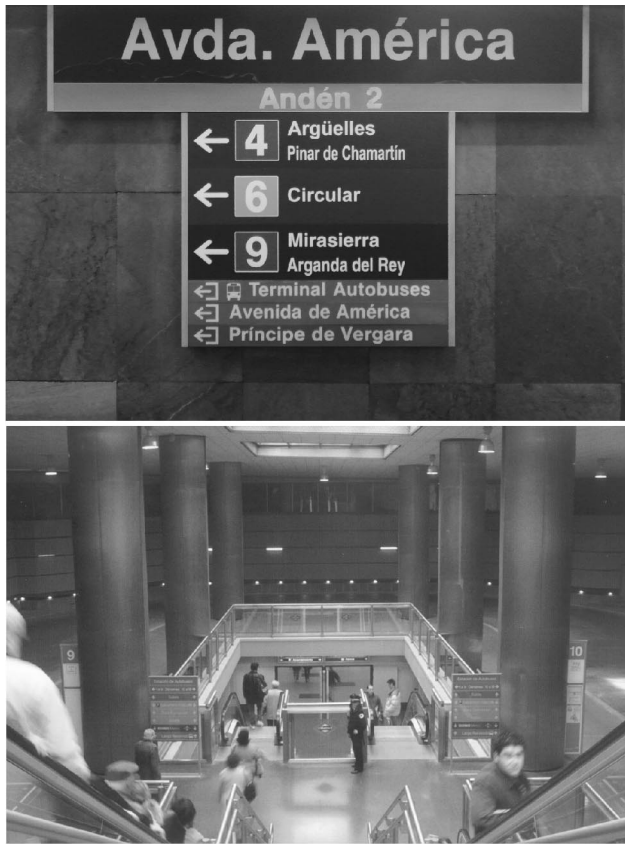 Avda. América
Andén 2
4 Argüelles
Pinar de Chamartín
6 Circular
9 Mirasierra
Arganda del Rey
Terminal Autobuses
Avenida de América
Príncipe de Vergara
9
10